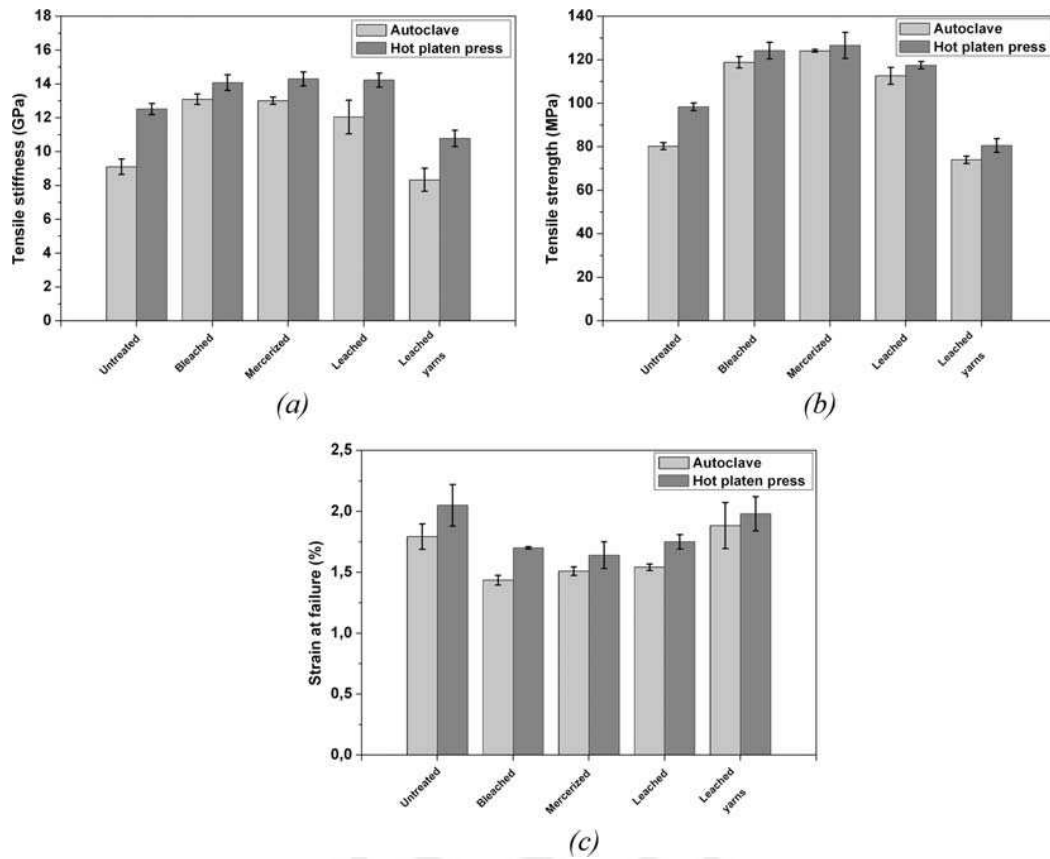 18
16
14
12
10
8
6
4
2
0
Tensile stiffness (GPa)
Autoclave
Hot platen press
Untreated
Bleached
Mercerized
Leached
Leached
yarns
(a)
140
120
100
80
60
40
20
0
Tensile strength (MPa)
Autoclave
Hot platen press
Untreated
Bleached
Mercerized
Leached
Leached
yarns
(b)
2,5
2,0
1,5
1,0
0,5
0,0
Strain at failure (%)
Autoclave
Hot platen press
Untreated
Bleached
Mercerized
Leached
Leached
yarns
(c)